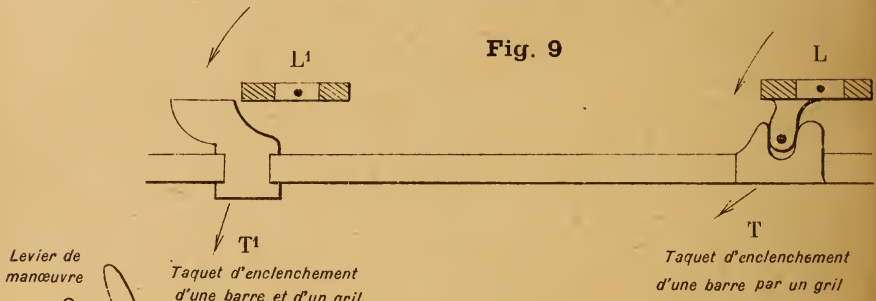 Fig. 9
L¹
L
T¹
T
Levier de
manœuvre
Taquet d'enclenchement
d'une barre et d'un gril
Taquet d'enclenchement
d'une barre par un gril